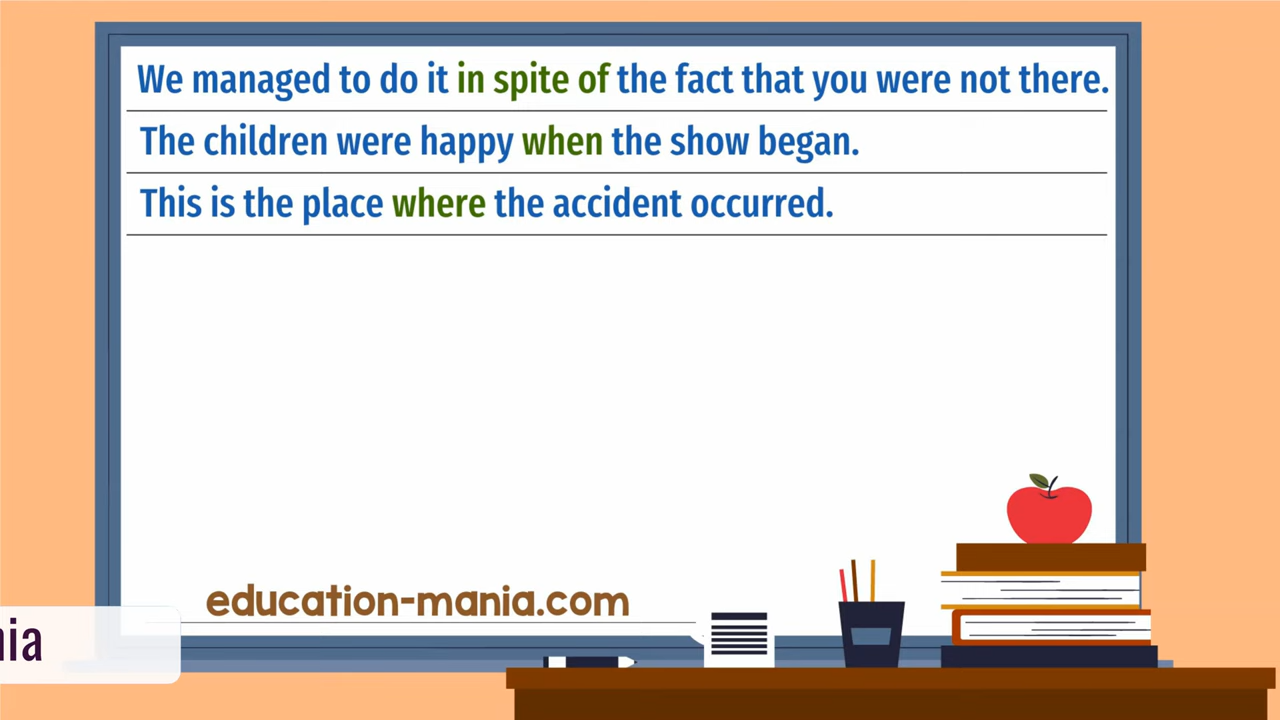 We managed to do it in spite of the fact that you were not there.
The children were happy when the show began.
This is the place where the accident occurred.
education-mania.com